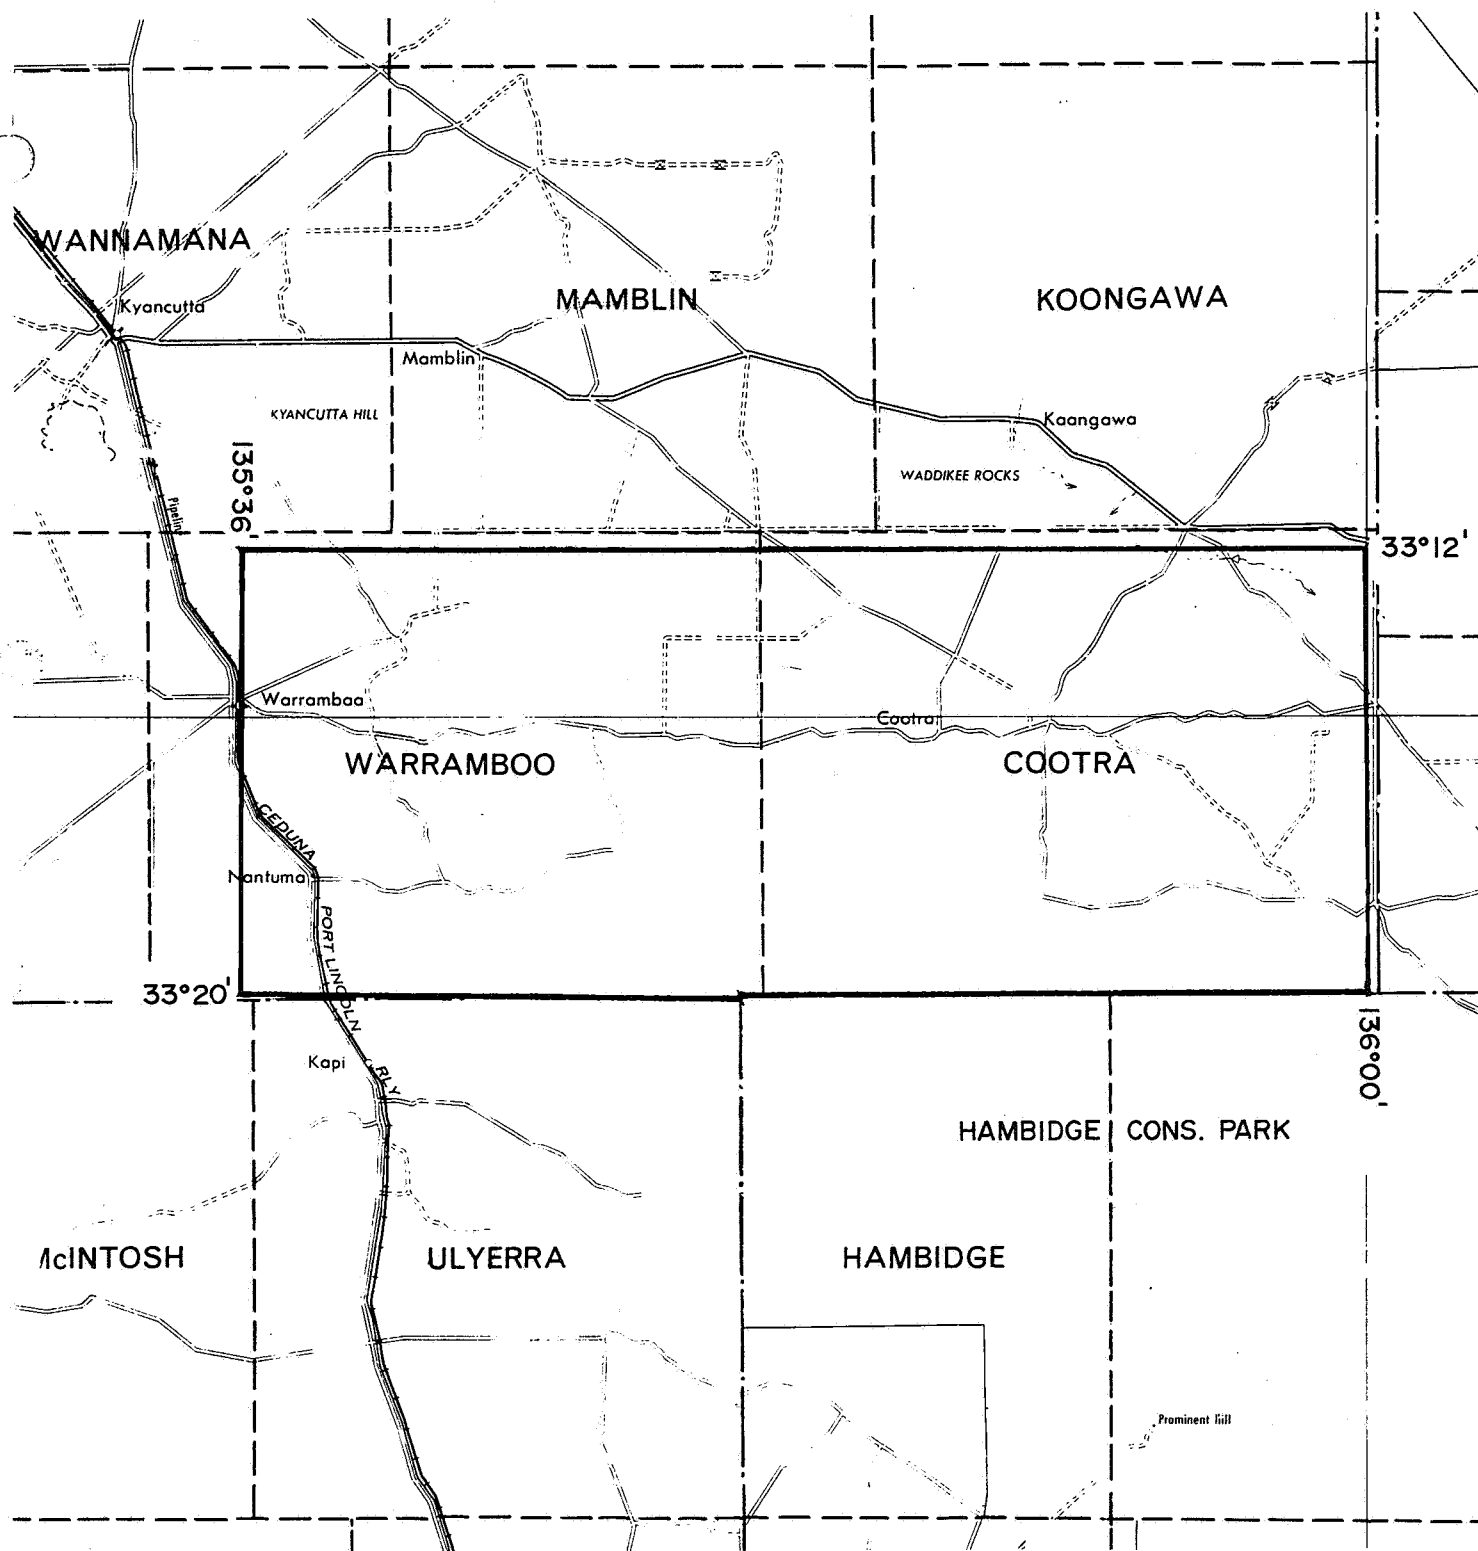 WANNAMANA
Kyancutta
MAMBLIN
KOONGAWA
Mamblin
KYANCUTTA HILL
Kaangawa
WADDIKEE ROCKS
135°36'
Pipelin
33°12'
Warrambaa
Cootra
WARRAMBOO
COOTRA
CEDUNA
Nantuma
PORT LINCOLN
RLY
33°20'
136°00'
Kapi
HAMBIDGE CONS. PARK
McINTOSH
ULYERRA
HAMBIDGE
Prominent Hill